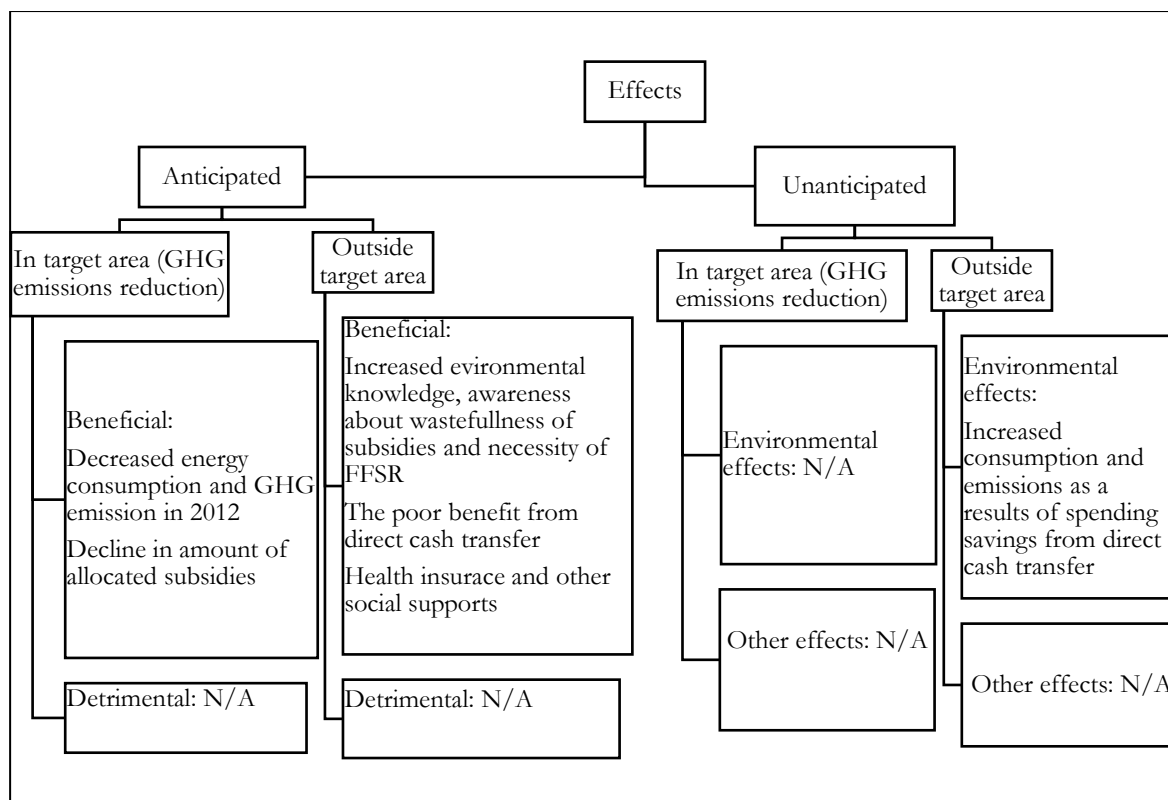 Effects
Anticipated
Unanticipated
In target area (GHG
emissions reduction)
Outside
target area
In target area (GHG
emissions reduction)
Outside
target area
Beneficial:
Decreased energy
consumption and GHG
emission in 2012
Decline in amount of
allocated subsidies
Beneficial:
Increased evironmental
knowledge, awareness
about wastefullness of
subsidies and necessity of
FFSR
The poor benefit from
direct cash transfer
Health insurace and other
social supports
Environmental
effects: N/A
Environmental
effects:
Increased
consumption and
emissions as a
results of spending
savings from direct
cash transfer
Detrimental: N/A
Detrimental: N/A
Other effects: N/A
Other effects: N/A